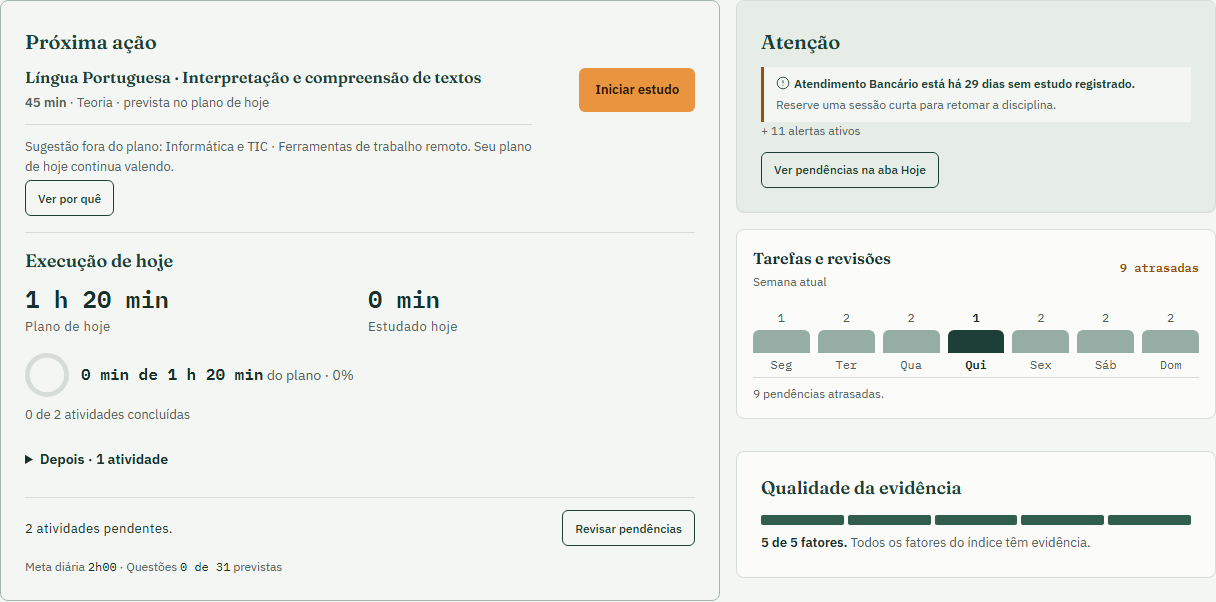 Próxima ação
Língua Portuguesa · Interpretação e compreensão de textos
45 min · Teoria · prevista no plano de hoje
Iniciar estudo
Sugestão fora do plano: Informática e TIC · Ferramentas de trabalho remoto. Seu plano
de hoje continua valendo.
Ver por quê
Execução de hoje
1 h 20 min
Plano de hoje
0 min
Estudado hoje
0 min de 1 h 20 min do plano · 0%
0 de 2 atividades concluídas
Depois · 1 atividade
2 atividades pendentes.
Revisar pendências
Meta diária 2h00 · Questões 0 de 31 previstas
Atenção
Atendimento Bancário está há 29 dias sem estudo registrado.
Reserve uma sessão curta para retomar a disciplina.
+ 11 alertas ativos
Ver pendências na aba Hoje
Tarefas e revisões
Semana atual
9 atrasadas
1 2 2 1 2 2 2
Seg Ter Qua Qui Sex Sáb Dom
9 pendências atrasadas.
Qualidade da evidência
5 de 5 fatores. Todos os fatores do índice têm evidência.